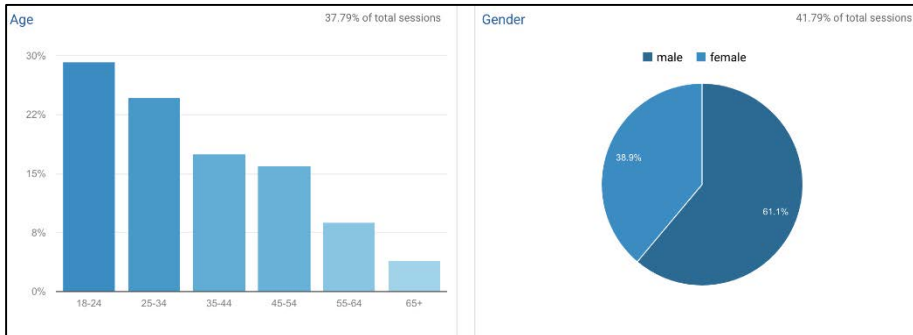 Age 37.79% of total sessions
30%
22%
15%
8%
0%
18-24 25-34 35-44 45-54 55-64 65+
Gender 41.79% of total sessions
male female
38.9%
61.1%